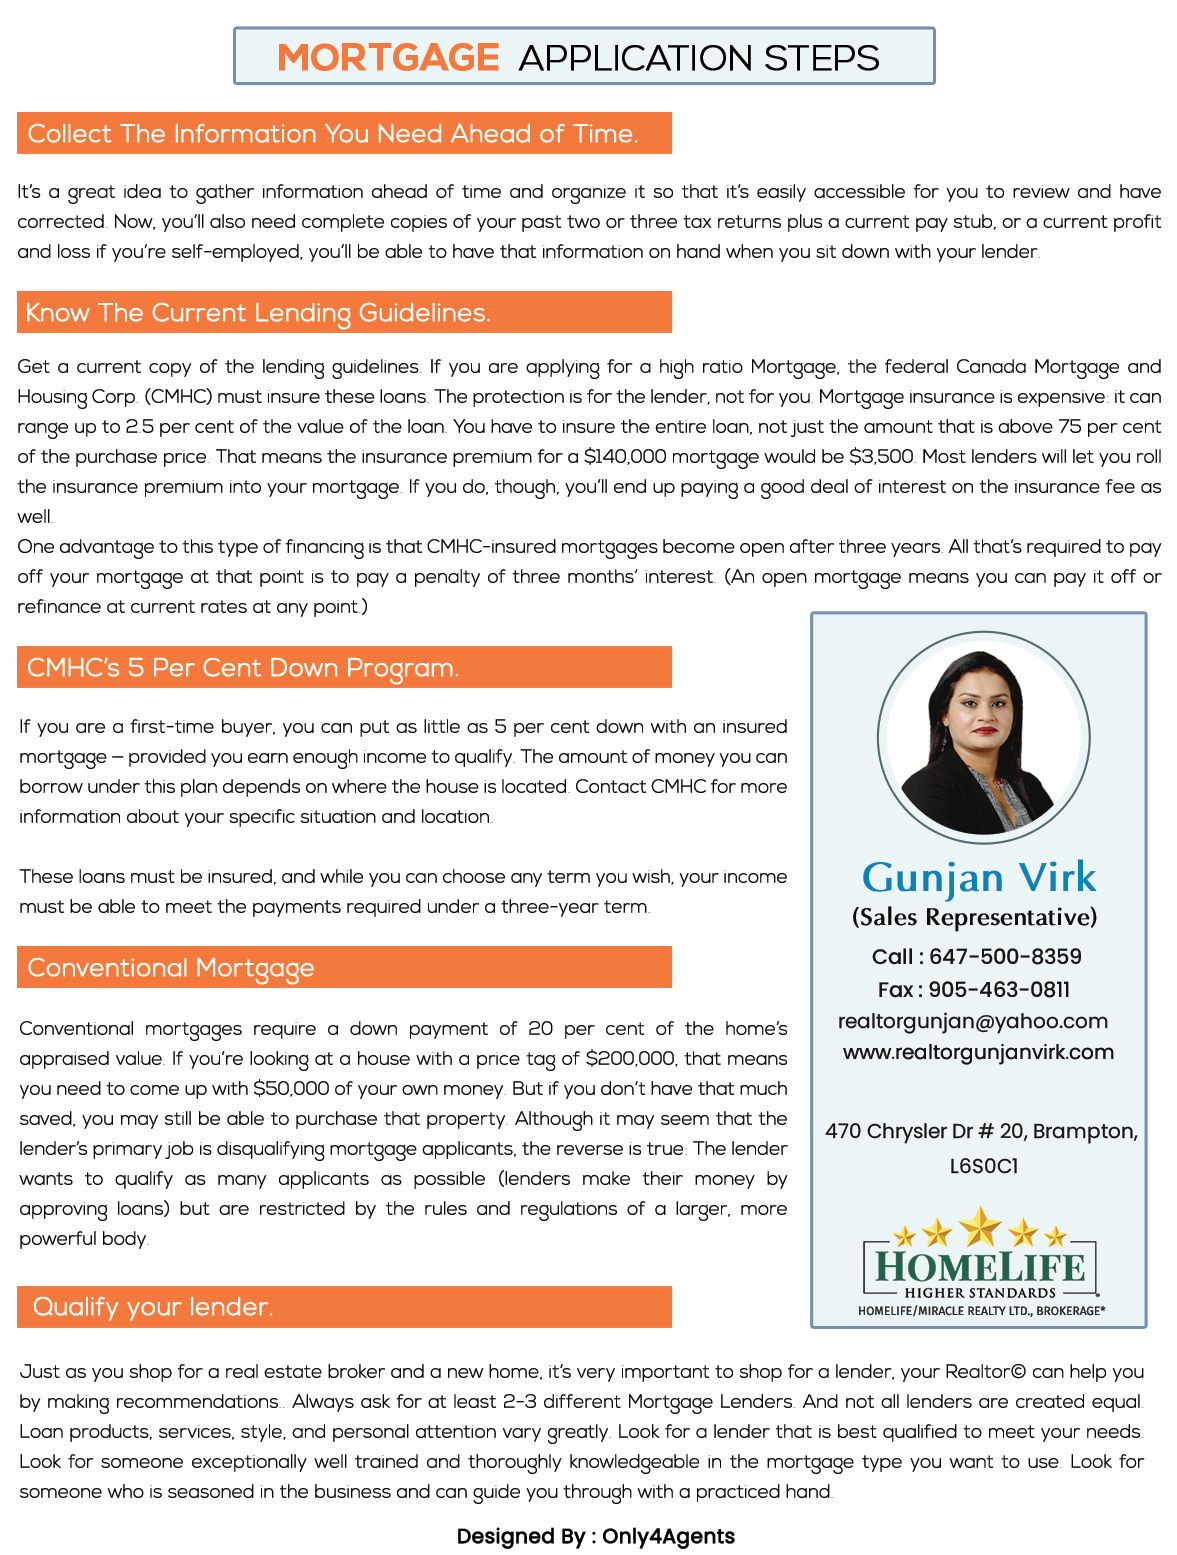 MORTGAGE APPLICATION STEPS
Collect The Information You Need Ahead of Time.
It's a great idea to gather information ahead of time and organize it so that it's easily accessible for you to review and have
corrected. Now, you'll also need complete copies of your past two or three tax returns plus a current pay stub, or a current profit
and loss if you're self-employed, you'll be able to have that information on hand when you sit down with your lender.
Know The Current Lending Guidelines.
Get a current copy of the lending guidelines. If you are applying for a high ratio Mortgage, the federal Canada Mortgage and
Housing Corp. (CMHC) must insure these loans. The protection is for the lender, not for you. Mortgage insurance is expensive: it can
range up to 2.5 per cent of the value of the loan. You have to insure the entire loan, not just the amount that is above 75 per cent
of the purchase price. That means the insurance premium for a $140,000 mortgage would be $3,500. Most lenders will let you roll
the insurance premium into your mortgage. If you do, though, you'll end up paying a good deal of interest on the insurance fee as
well.
One advantage to this type of financing is that CMHC-insured mortgages become open after three years. All that's required to pay
off your mortgage at that point is to pay a penalty of three months' interest. (An open mortgage means you can pay it off or
refinance at current rates at any point.)
CMHC's 5 Per Cent Down Program.
If you are a first-time buyer, you can put as little as 5 per cent down with an insured
mortgage – provided you earn enough income to qualify. The amount of money you can
borrow under this plan depends on where the house is located. Contact CMHC for more
information about your specific situation and location.
These loans must be insured, and while you can choose any term you wish, your income
must be able to meet the payments required under a three-year term.
Conventional Mortgage
Conventional mortgages require a down payment of 20 per cent of the home's
appraised value. If you're looking at a house with a price tag of $200,000, that means
you need to come up with $50,000 of your own money. But if you don't have that much
saved, you may still be able to purchase that property. Although it may seem that the
lender's primary job is disqualifying mortgage applicants, the reverse is true: The lender
wants to qualify as many applicants as possible (lenders make their money by
approving loans) but are restricted by the rules and regulations of a larger, more
powerful body.
Gunjan Virk
(Sales Representative)
Call : 647-500-8359
Fax : 905-463-0811
realtorgunjan@yahoo.com
www.realtorgunjanvirk.com
470 Chrysler Dr # 20, Brampton,
L6S0C1
HOMELIFE
HIGHER STANDARDS
HOMELIFE/MIRACLE REALTY LTD., BROKERAGE*
Qualify your lender.
Just as you shop for a real estate broker and a new home, it's very important to shop for a lender, your Realtor© can help you
by making recommendations.. Always ask for at least 2-3 different Mortgage Lenders. And not all lenders are created equal.
Loan products, services, style, and personal attention vary greatly. Look for a lender that is best qualified to meet your needs.
Look for someone exceptionally well trained and thoroughly knowledgeable in the mortgage type you want to use. Look for
someone who is seasoned in the business and can guide you through with a practiced hand.
Designed By : Only4Agents